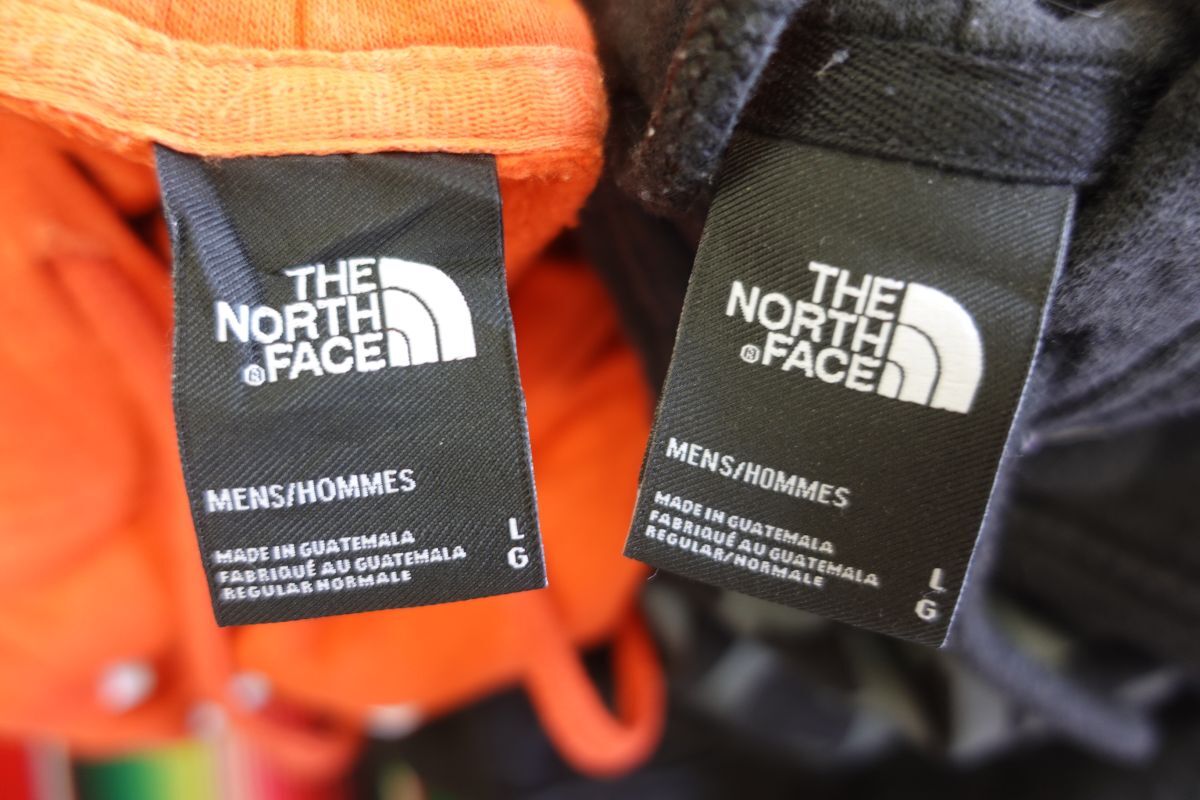 THE
NORTH
FACE
®
MENS/HOMMES
MADE IN GUATEMALA
FABRIQUÉ AU GUATEMALA
REGULAR NORMALE
L
G
THE
NORTH
FACE
®
MENS/HOMMES
MADE IN GUATEMALA
FABRIQUÉ AU GUATEMALA
REGULAR/NORMALE
L
G